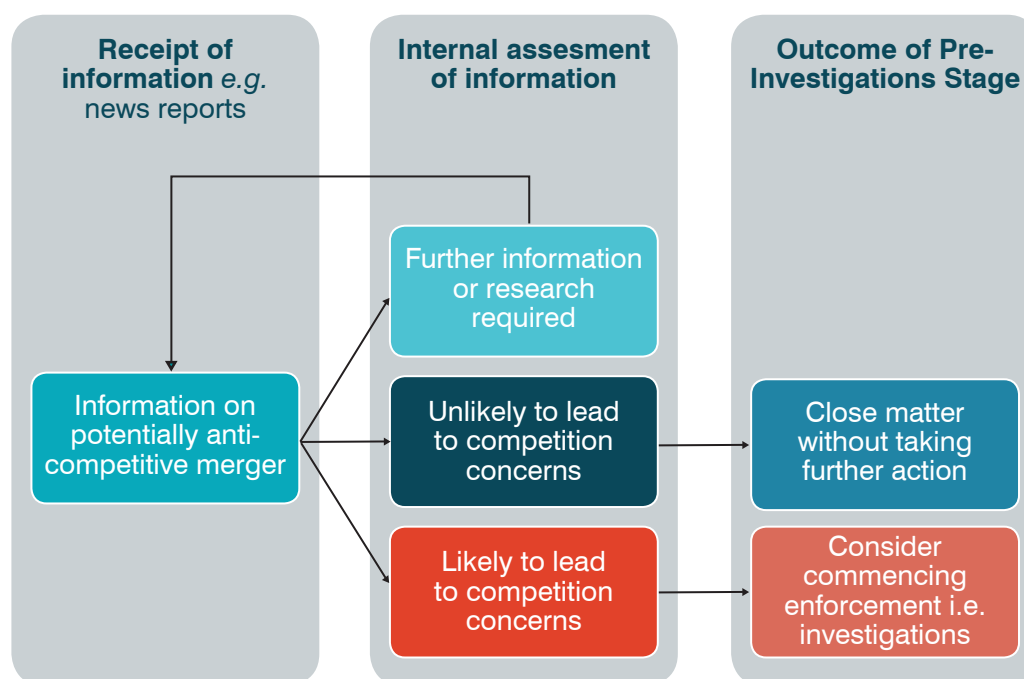 Receipt of
information e.g.
news reports
Internal assesment
of information
Outcome of Pre-
Investigations Stage
Further information
or research
required
Information on
potentially anti-
competitive merger
Unlikely to lead
to competition
concerns
Close matter
without taking
further action
Likely to lead
to competition
concerns
Consider
commencing
enforcement i.e.
investigations